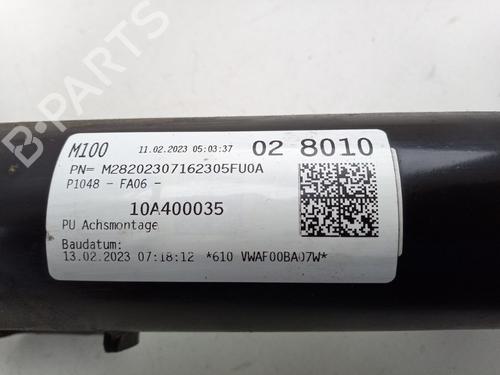 B-PARTS
M100 11.02.2023 05:03:37 02 8010
PN= M28202307162305FU0A
P1048 - FA06 -
10A400035
PU Achsmontage
Baudatum:
13.02.2023 07:18:12 *610 VWAF00BA07W*